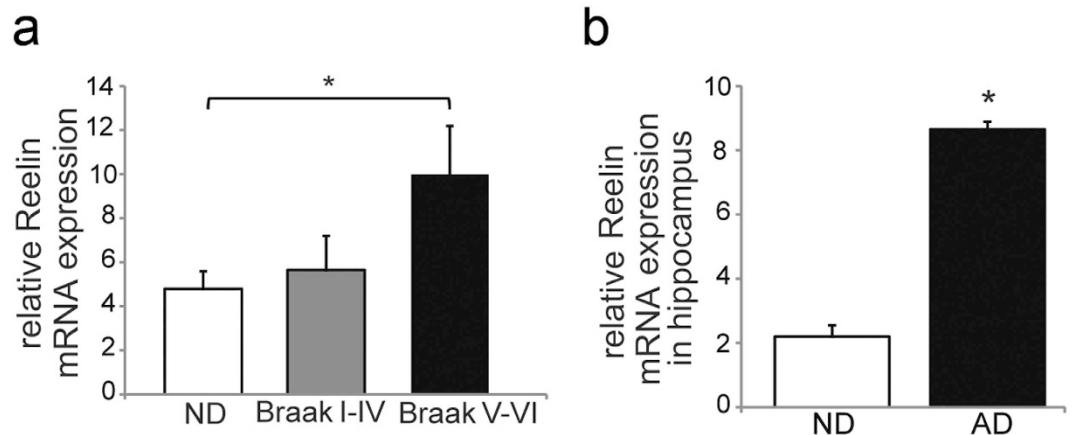 a
relative Reelin
mRNA expression
14
12
10
8
6
4
2
0
*
ND
Braak I-IV
Braak V-VI
b
relative Reelin
mRNA expression
in hippocampus
10
8
6
4
2
0
*
ND
AD